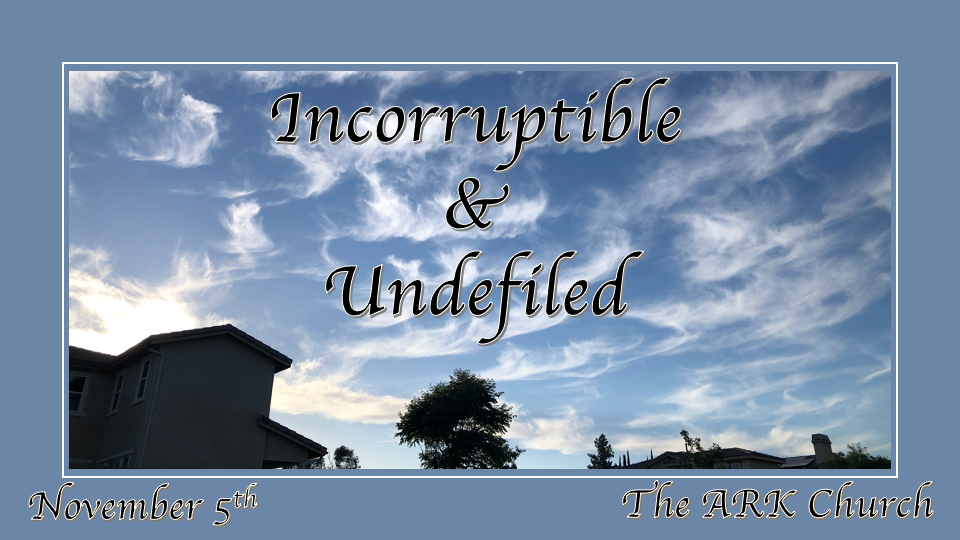 Incorruptible
&
Undefiled
November 5th
The ARK Church